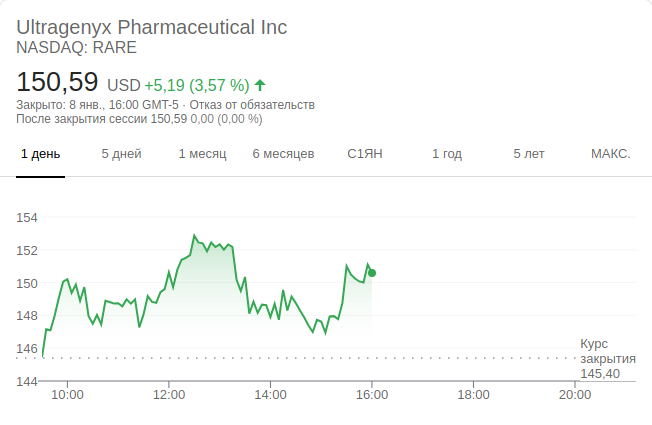 Ultragenyx Pharmaceutical Inc
NASDAQ: RARE
150,59 USD +5,19 (3,57 %)
Закрыто: 8 янв., 16:00 GMT-5 · Отказ от обязательств
После закрытия сессии 150,59 0,00 (0,00 %)
1 день 5 дней 1 месяц 6 месяцев С1ЯН 1 год 5 лет МАКС.
154
152
150
148
146
144
Курс
закрытия
145,40
10:00 12:00 14:00 16:00 18:00 20:00